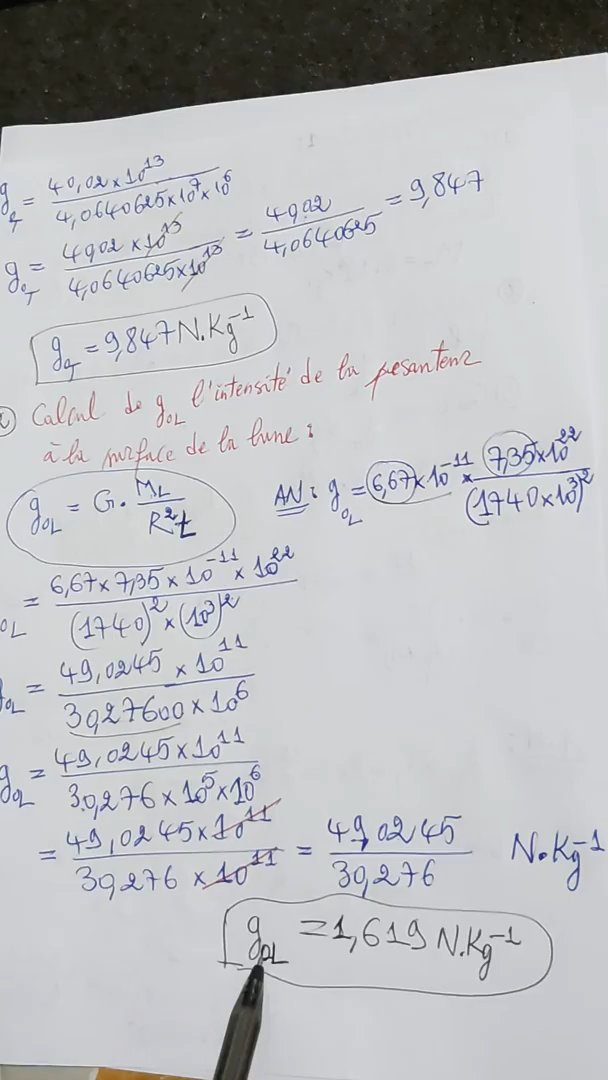 g_T = 40,02×10^13 / 4,0640625×10^7×10^6
g_0T = 40,02×10^13 / 4,0640625×10^13 = 40,02 / 4,0640625 = 9,847
g_0T = 9,847 N.Kg^-1
Calcul de g_0L l'intensité de la pesanteur
à la surface de la lune :
g_0L = G . M_L / R²_L AN : g_0L = 6,67×10^-11 × 7,35×10^22 / (1740×10^3)^2
0L = 6,67×7,35×10^-11×10^22 / (1740)^2×(10^3)^2
g_0L = 49,0245×10^11 / 3027600×10^6
g_0L = 49,0245×10^11 / 30,276×10^5×10^6
= 49,0245×10^11 / 30,276×10^11 = 49,0245 / 30,276 N.Kg^-1
g_0L = 1,619 N.Kg^-1